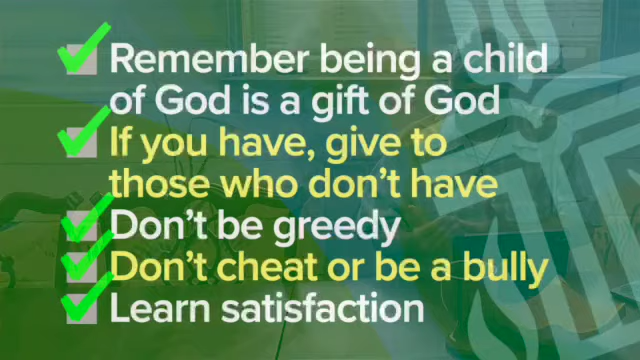 Remember being a child
of God is a gift of God
If you have, give to
those who don't have
Don't be greedy
Don't cheat or be a bully
Learn satisfaction